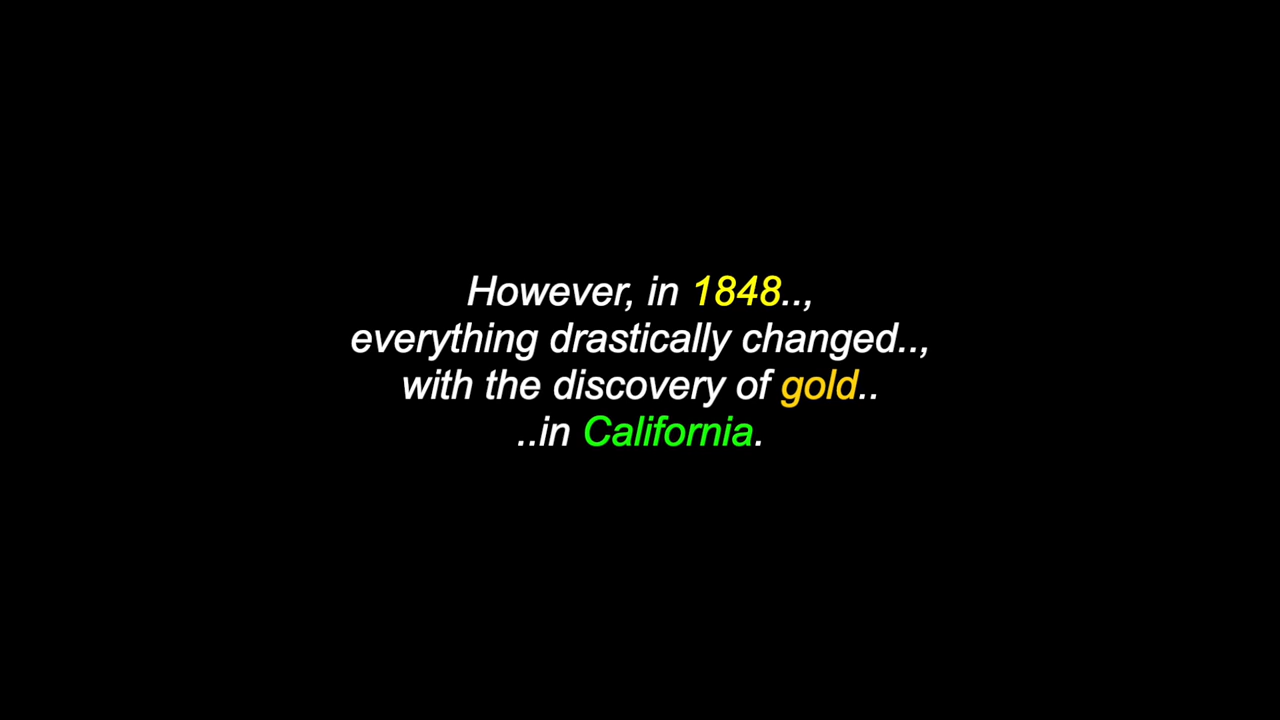 However, in 1848..,
everything drastically changed..,
with the discovery of gold..
..in California.